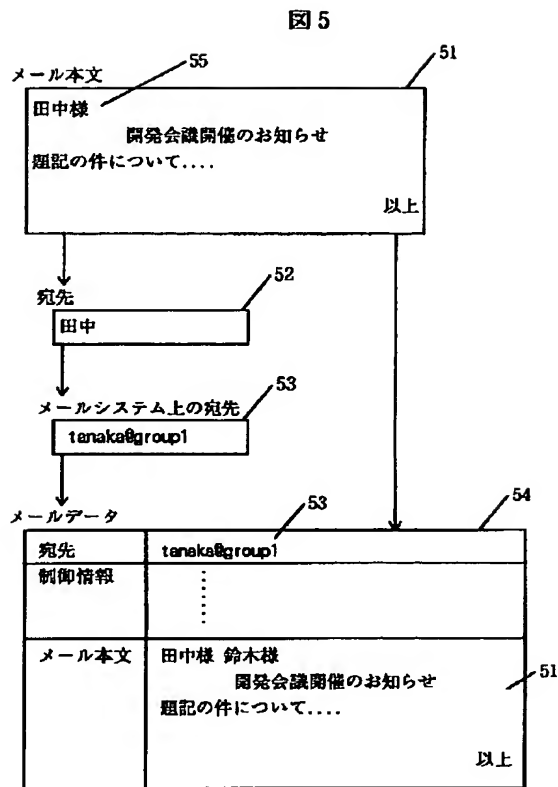 図5
メール本文
55
51
田中様
開発会議開催のお知らせ
題記の件について....
以上
宛先
52
田中
メールシステム上の宛先
53
tanaka@group1
メールデータ
53
54
宛先
tanaka@group1
制御情報
メール本文
田中様 鈴木様
開発会議開催のお知らせ
51
題記の件について....
以上